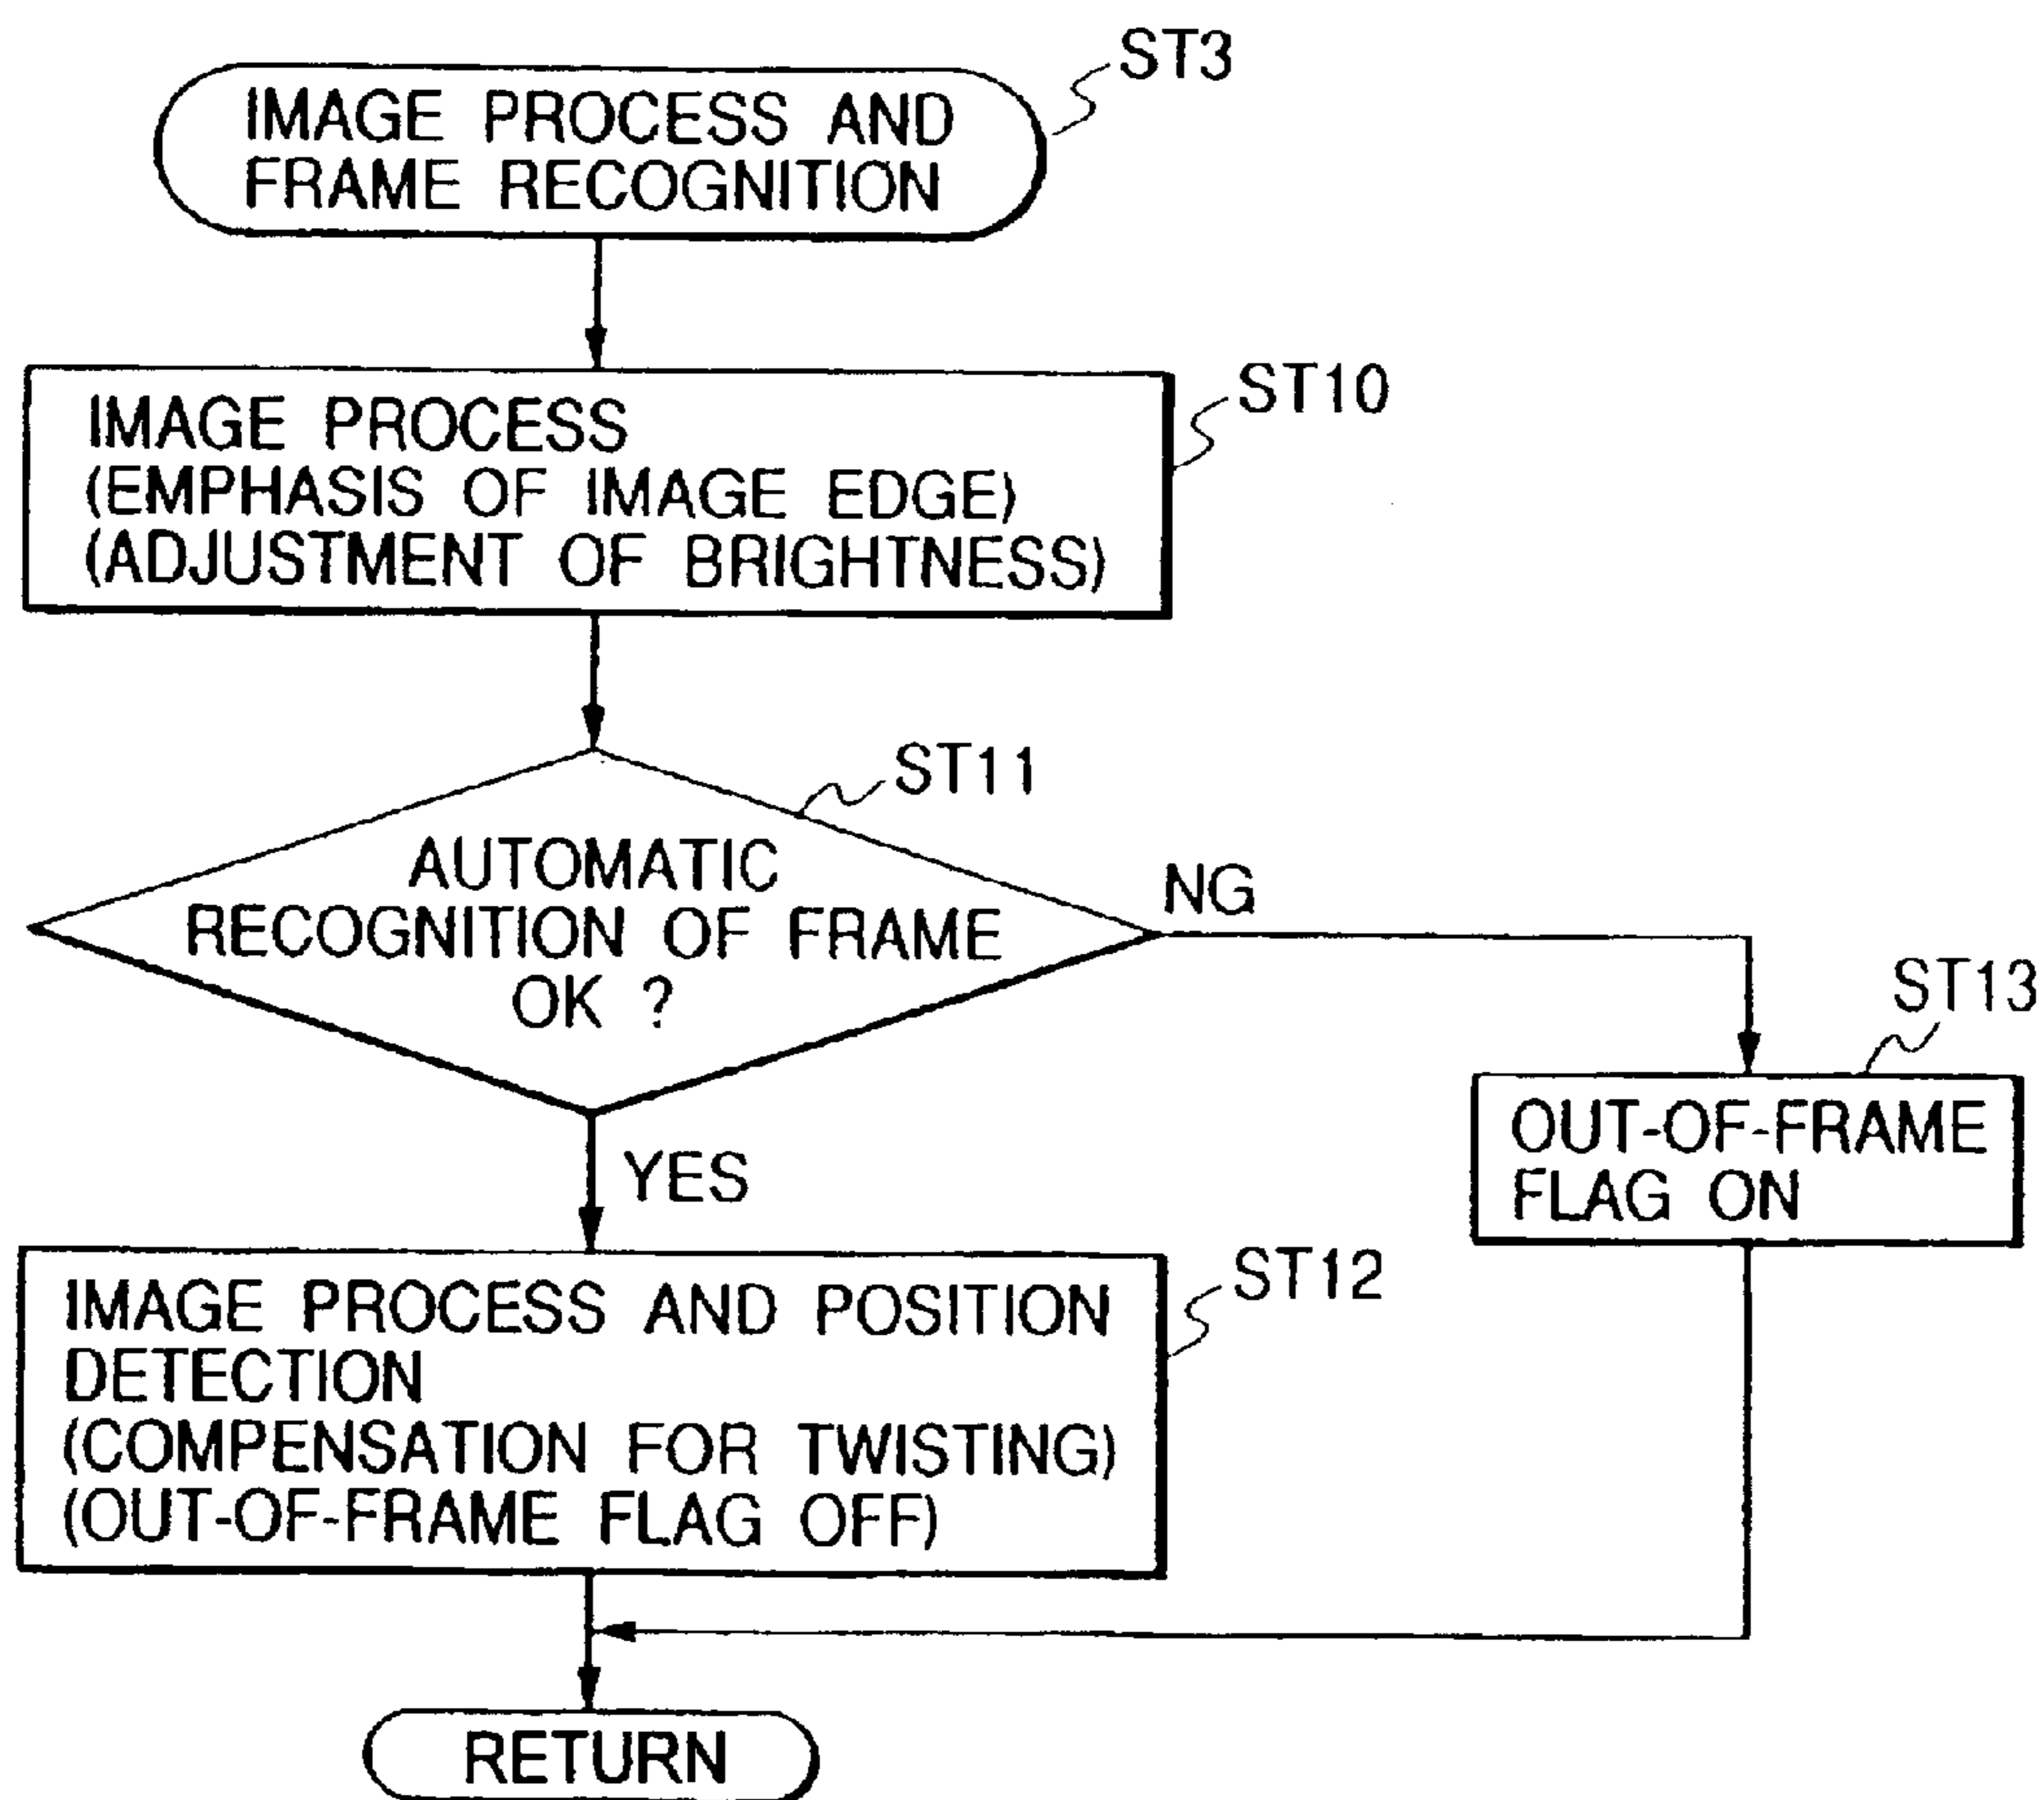 ST3
IMAGE PROCESS AND
FRAME RECOGNITION
ST10
IMAGE PROCESS
(EMPHASIS OF IMAGE EDGE)
(ADJUSTMENT OF BRIGHTNESS)
ST11
AUTOMATIC
RECOGNITION OF FRAME
OK ?
NG
ST13
OUT-OF-FRAME
FLAG ON
YES
ST12
IMAGE PROCESS AND POSITION
DETECTION
(COMPENSATION FOR TWISTING)
(OUT-OF-FRAME FLAG OFF)
RETURN